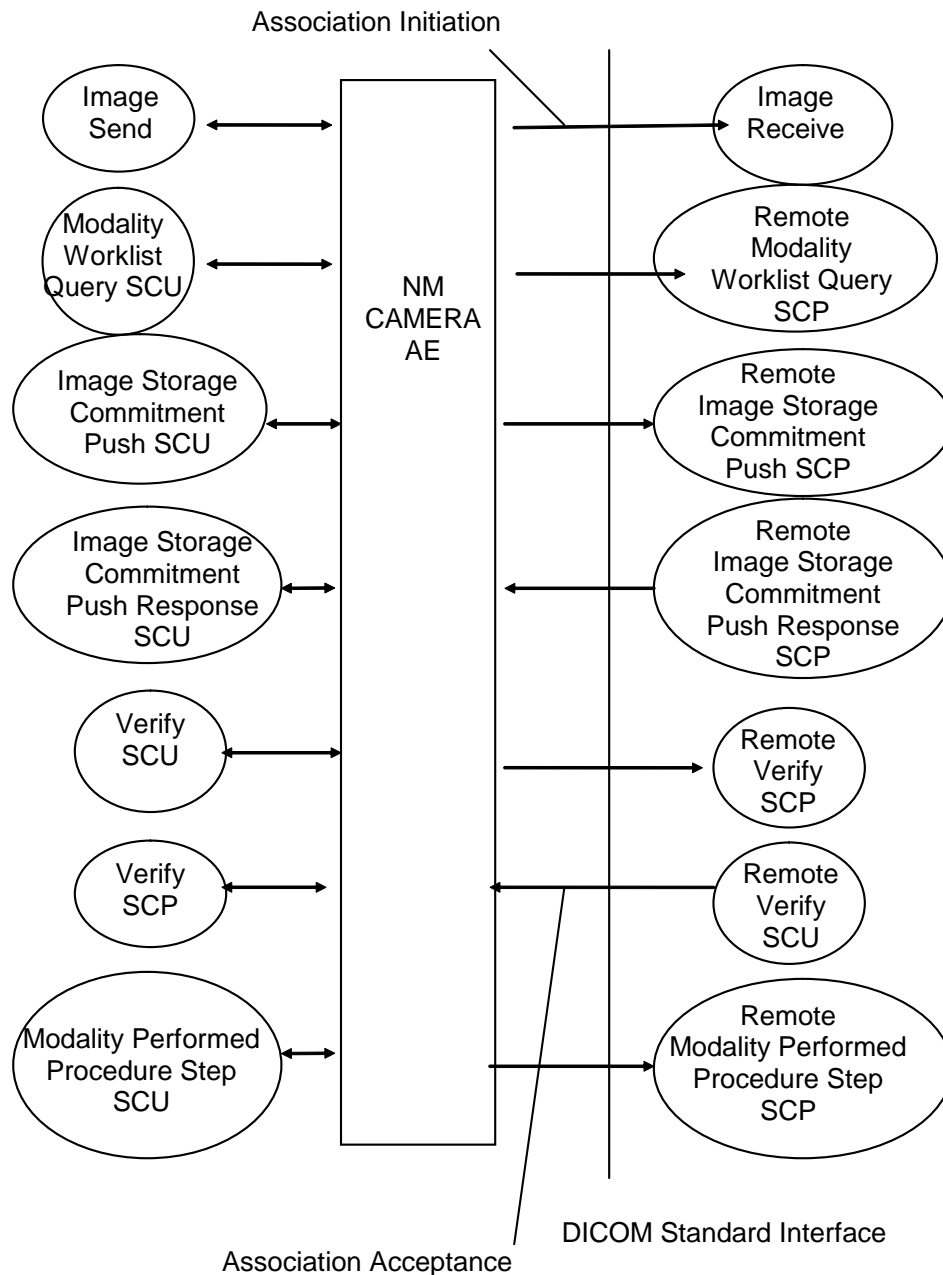 Association Initiation
Image
Send
Image
Receive
Modality
Worklist
Query SCU
NM
CAMERA
AE
Remote
Modality
Worklist Query
SCP
Image Storage
Commitment
Push SCU
Remote
Image Storage
Commitment
Push SCP
Image Storage
Commitment
Push Response
SCU
Remote
Image Storage
Commitment
Push Response
SCP
Verify
SCU
Remote
Verify
SCP
Verify
SCP
Remote
Verify
SCU
Modality Performed
Procedure Step
SCU
Remote
Modality Performed
Procedure Step
SCP
DICOM Standard Interface
Association Acceptance